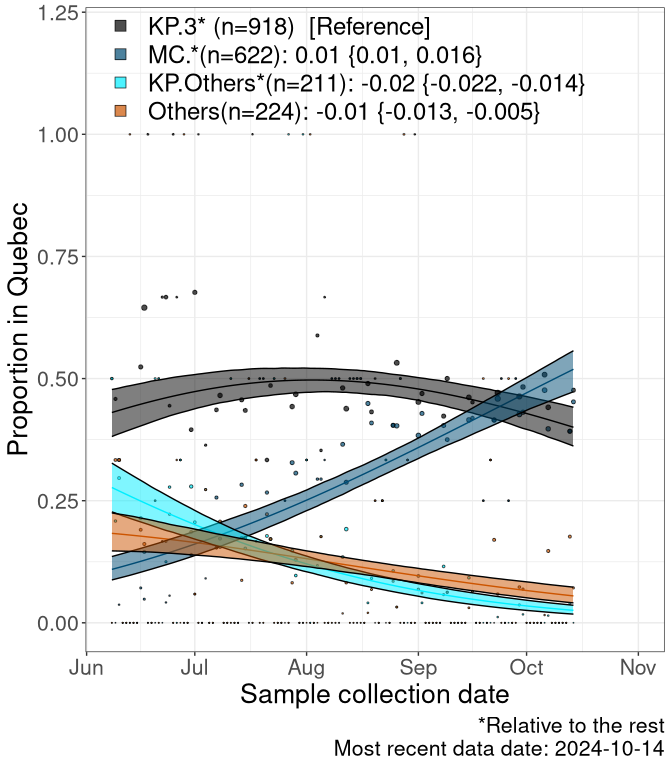 KP.3* (n=918)  [Reference]
MC.*(n=622): 0.01 {0.01, 0.016}
KP.Others*(n=211): -0.02 {-0.022, -0.014}
Others(n=224): -0.01 {-0.013, -0.005}
Proportion in Quebec
1.25
1.00
0.75
0.50
0.25
0.00
Jun Jul Aug Sep Oct Nov
Sample collection date
*Relative to the rest
Most recent data date: 2024-10-14